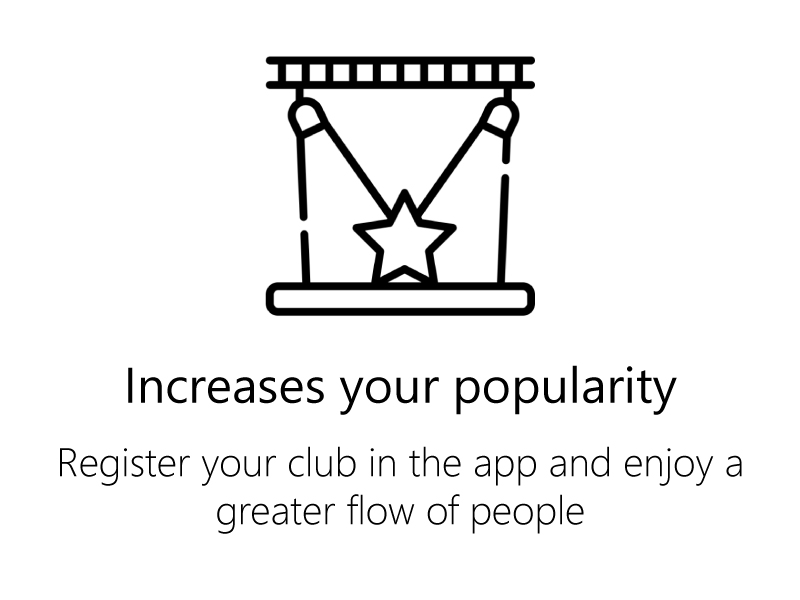 Increases your popularity
Register your club in the app and enjoy a
greater flow of people